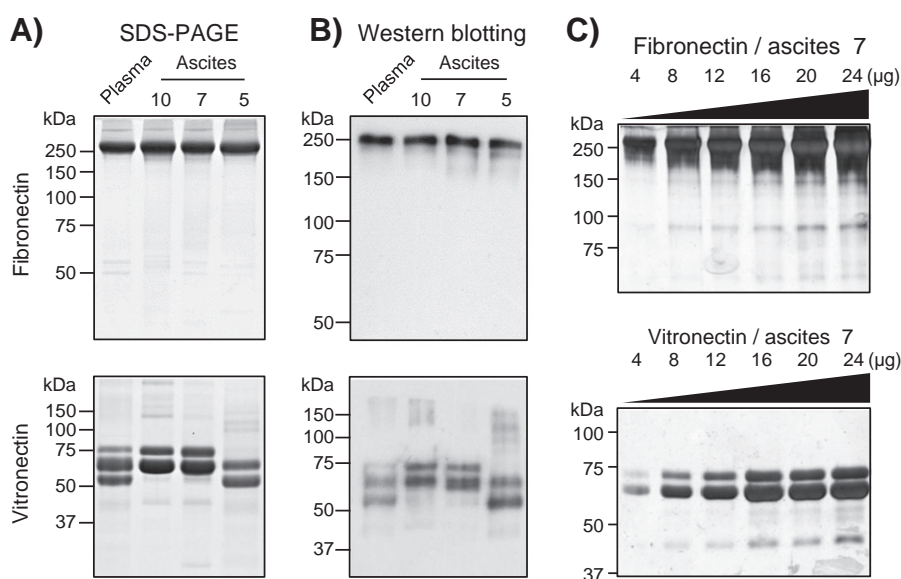 A)
SDS-PAGE
Plasma
Ascites
10 7 5
kDa
250
150
100
75
50
Fibronectin
kDa
150
100
75
50
37
Vitronectin
B)
Western blotting
Plasma
Ascites
10 7 5
kDa
250
150
100
75
50
kDa
150
100
75
50
37
C)
Fibronectin / ascites 7
4 8 12 16 20 24 (µg)
kDa
250
150
100
75
Vitronectin / ascites 7
4 8 12 16 20 24 (µg)
kDa
100
75
50
37